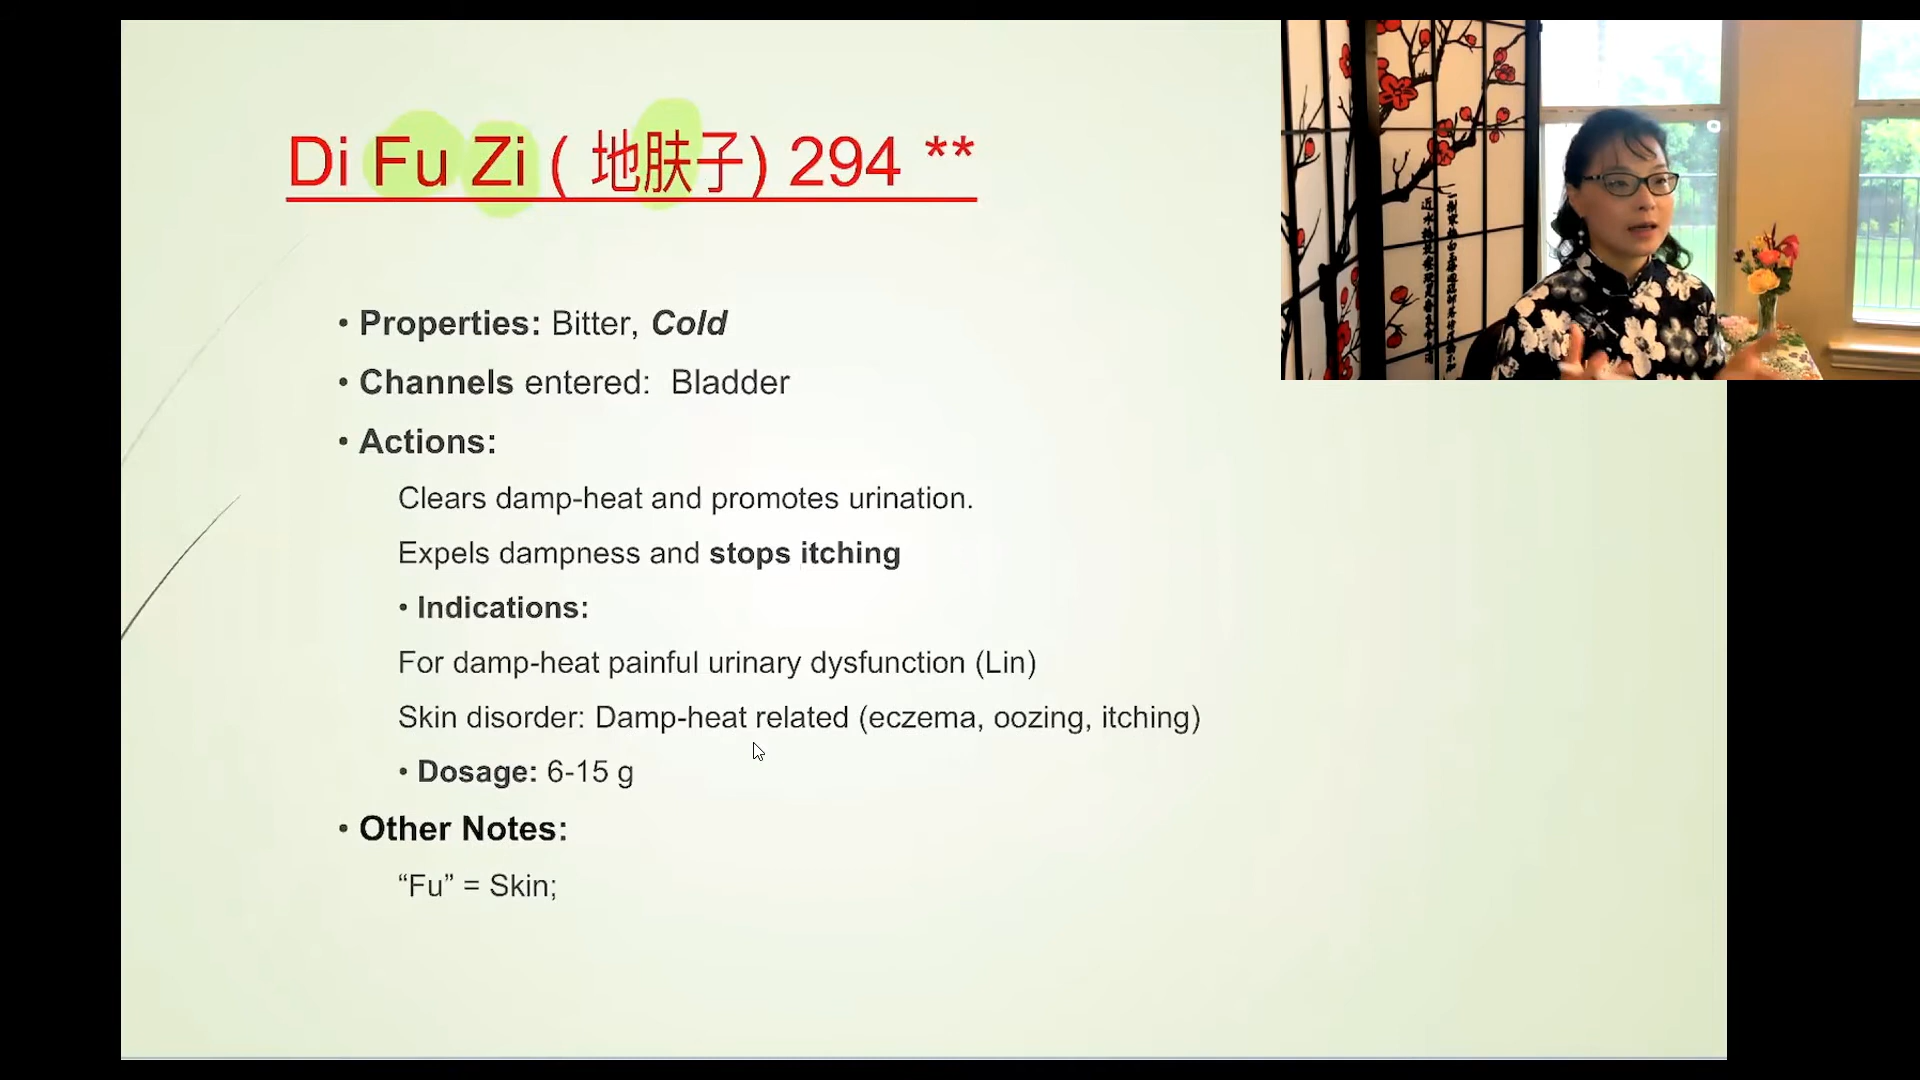 Di Fu Zi ( 地肤子) 294 **
• Properties: Bitter, Cold
• Channels entered: Bladder
• Actions:
Clears damp-heat and promotes urination.
Expels dampness and stops itching
• Indications:
For damp-heat painful urinary dysfunction (Lin)
Skin disorder: Damp-heat related (eczema, oozing, itching)
• Dosage: 6-15 g
• Other Notes:
“Fu” = Skin;